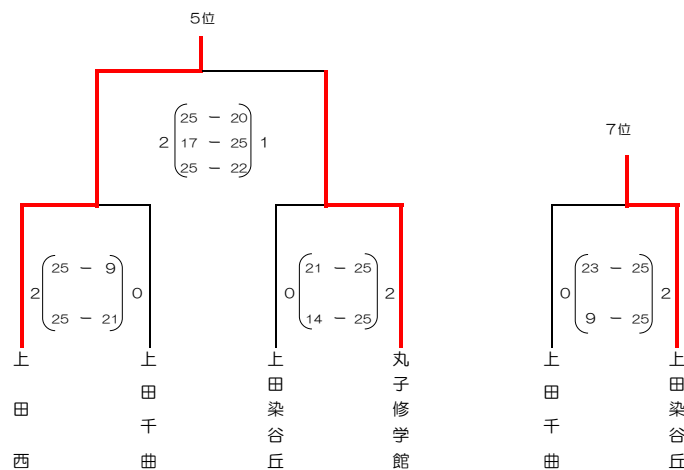 5位
7位
2 25 − 20 1
17 − 25
25 − 22
2 25 − 9 0
25 − 21
0 21 − 25 2
14 − 25
0 23 − 25 2
9 − 25
上田西
上田千曲
上田染谷丘
丸子修学館
上田千曲
上田染谷丘